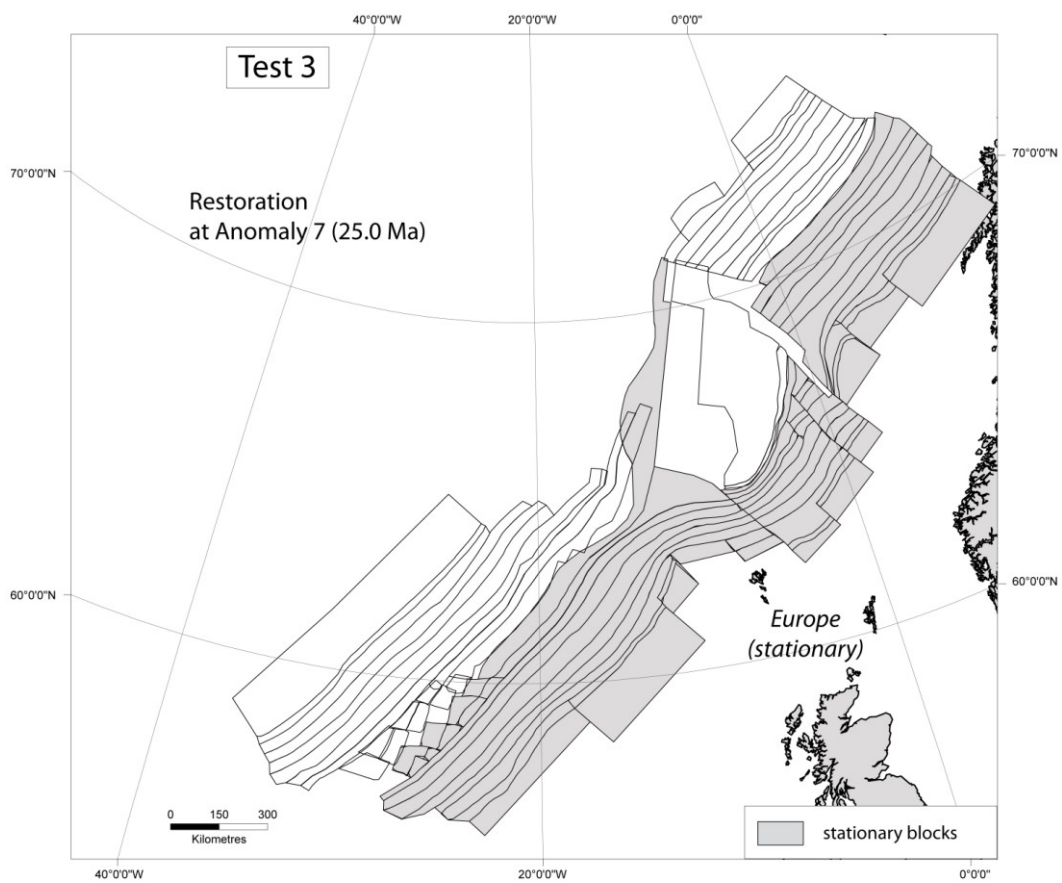 40°0'0"W 20°0'0"W 0°0'0"
Test 3
70°0'0"N 70°0'0"N
Restoration
at Anomaly 7 (25.0 Ma)
60°0'0"N 60°0'0"N
Europe
(stationary)
0 150 300
Kilometres
stationary blocks
40°0'0"W 20°0'0"W 0°0'0"